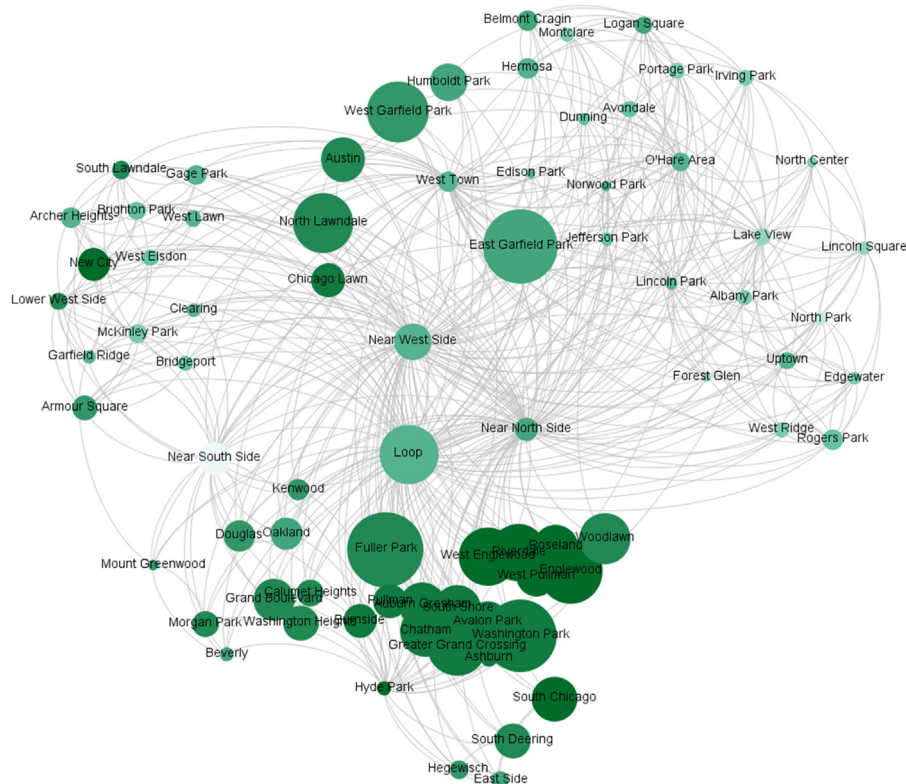 Belmont Cragin
Logan Square
Montclare
Hermosa
Portage Park
Irving Park
Humboldt Park
West Garfield Park
Avondale
Dunning
Austin
O'Hare Area
North Center
South Lawndale
Gage Park
West Town
Edison Park
Norwood Park
Archer Heights
Brighton Park
West Lawn
North Lawndale
East Garfield Park
Jefferson Park
Lake View
Lincoln Square
New City
West Elsdon
Chicago Lawn
Lincoln Park
Albany Park
Lower West Side
Clearing
North Park
McKinley Park
Near West Side
Garfield Ridge
Bridgeport
Uptown
Forest Glen
Edgewater
Armour Square
Near North Side
West Ridge
Rogers Park
Near South Side
Loop
Kenwood
Douglas
Oakland
Fuller Park
West Englewood
Riverdale
Roseland
Woodlawn
Mount Greenwood
West Pullman
Englewood
Calumet Heights
Grand Boulevard
Pullman
Auburn Gresham
South Shore
Morgan Park
Washington Heights
Burnside
Chatham
Avalon Park
Washington Park
Greater Grand Crossing
Beverly
Ashburn
Hyde Park
South Chicago
South Deering
Hegewisch
East Side